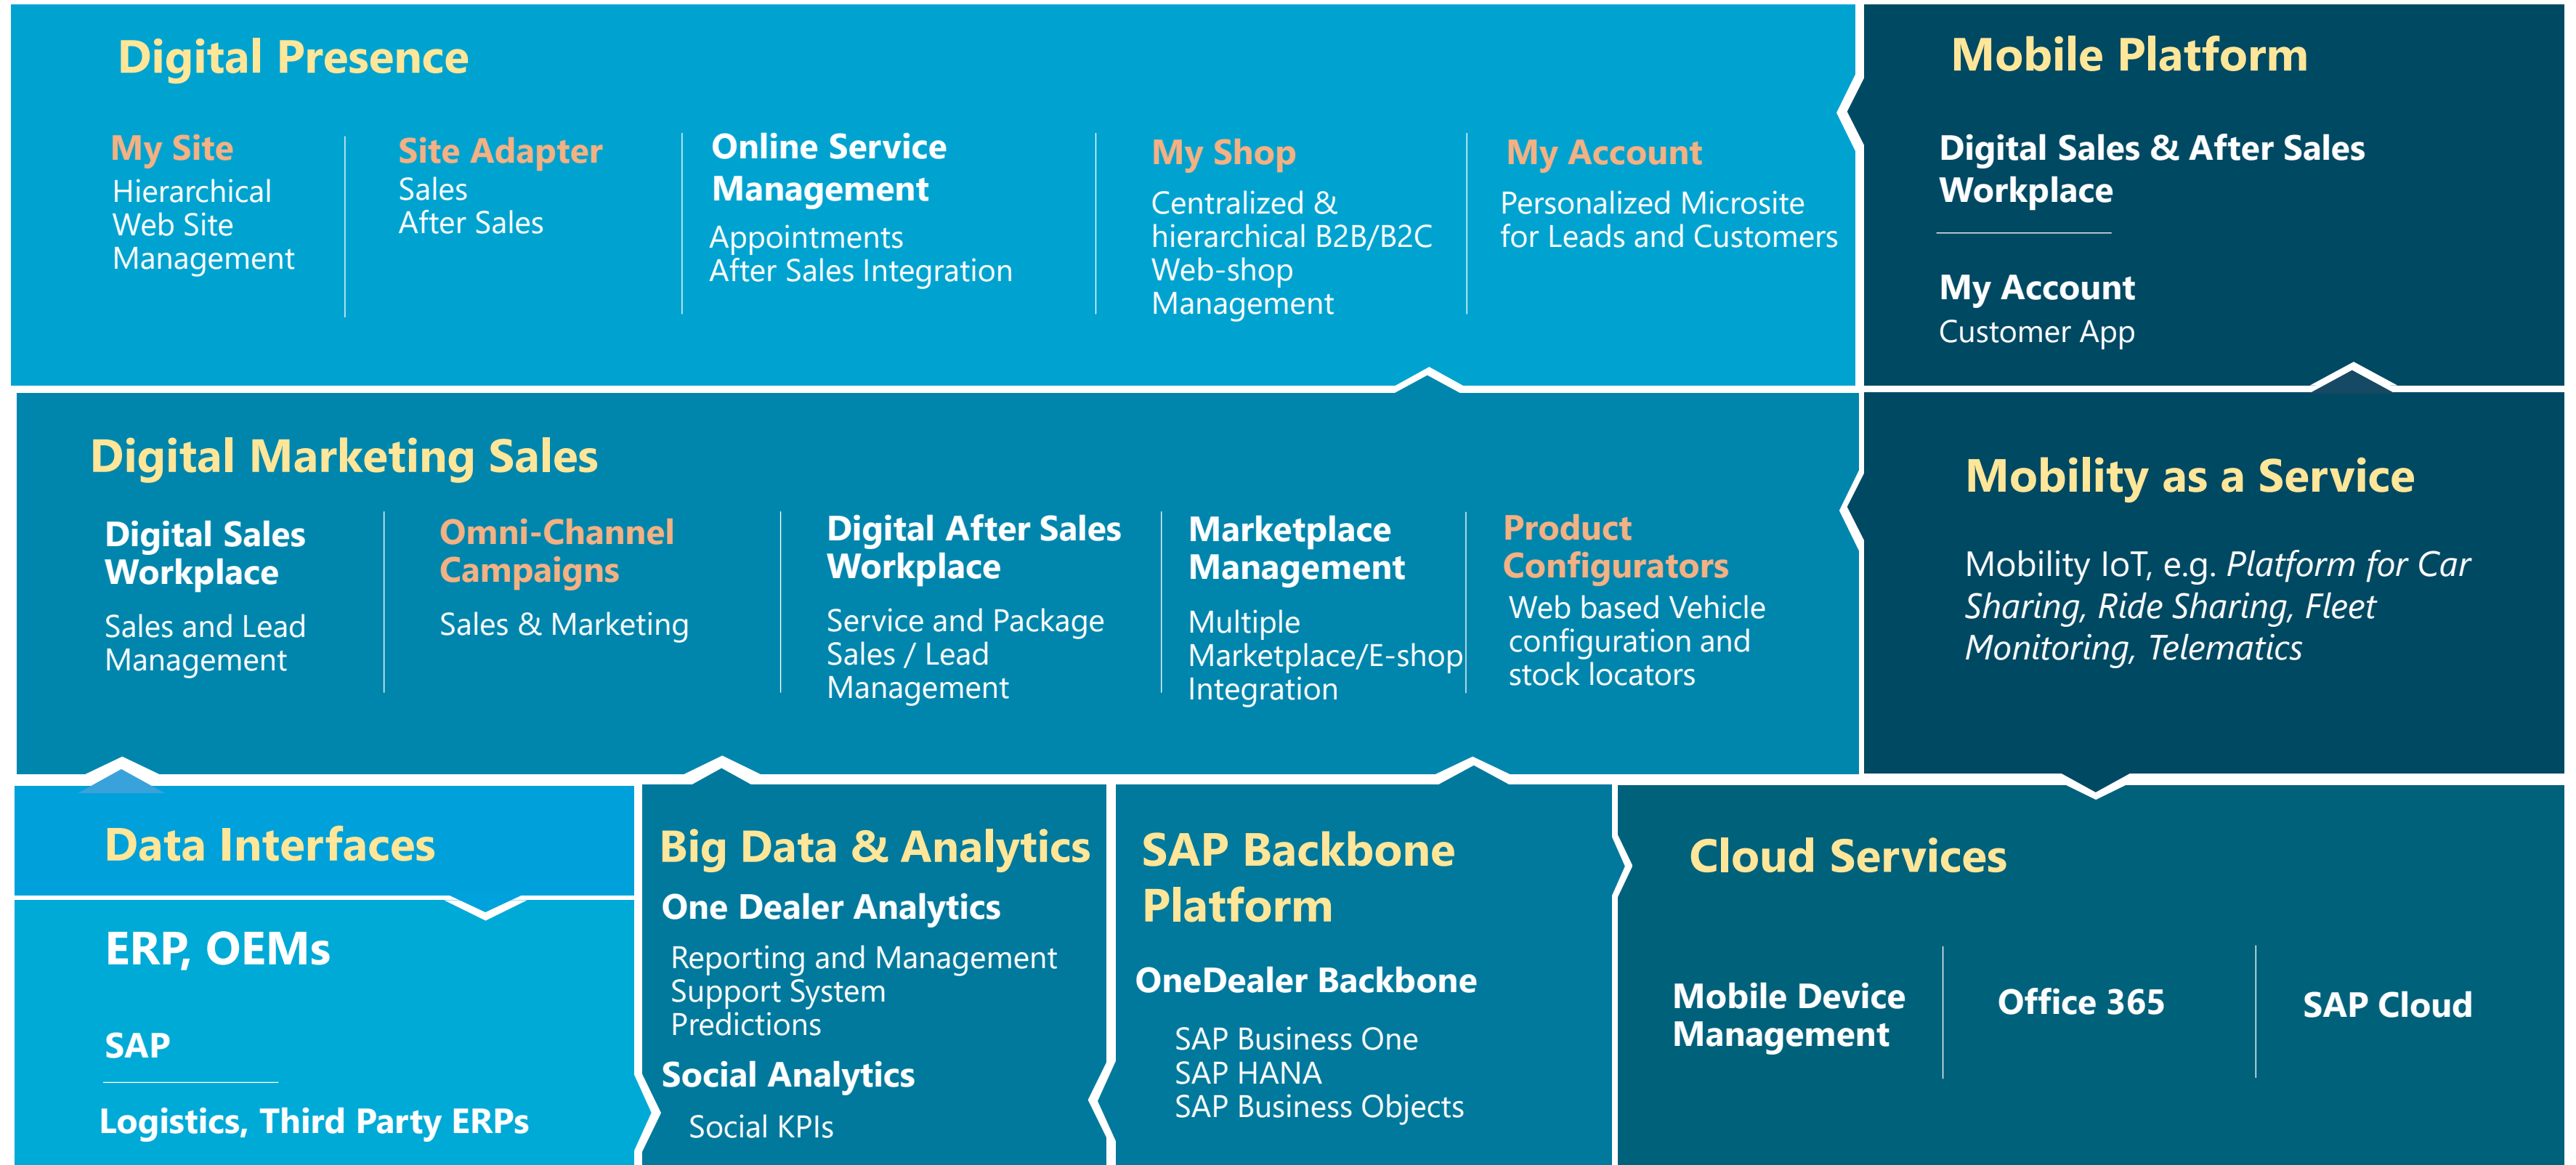 Digital Presence
My Site
Hierarchical
Web Site
Management
Site Adapter
Sales
After Sales
Online Service
Management
Appointments
After Sales Integration
My Shop
Centralized &
hierarchical B2B/B2C
Web-shop
Management
My Account
Personalized Microsite
for Leads and Customers
Mobile Platform
Digital Sales & After Sales
Workplace
My Account
Customer App
Digital Marketing Sales
Digital Sales
Workplace
Sales and Lead
Management
Omni-Channel
Campaigns
Sales & Marketing
Digital After Sales
Workplace
Service and Package
Sales / Lead
Management
Marketplace
Management
Multiple
Marketplace/E-shop
Integration
Product
Configurators
Web based Vehicle
configuration and
stock locators
Mobility as a Service
Mobility IoT, e.g. Platform for Car
Sharing, Ride Sharing, Fleet
Monitoring, Telematics
Data Interfaces
ERP, OEMs
SAP
Logistics, Third Party ERPs
Big Data & Analytics
One Dealer Analytics
Reporting and Management
Support System
Predictions
Social Analytics
Social KPIs
SAP Backbone
Platform
OneDealer Backbone
SAP Business One
SAP HANA
SAP Business Objects
Cloud Services
Mobile Device
Management
Office 365
SAP Cloud